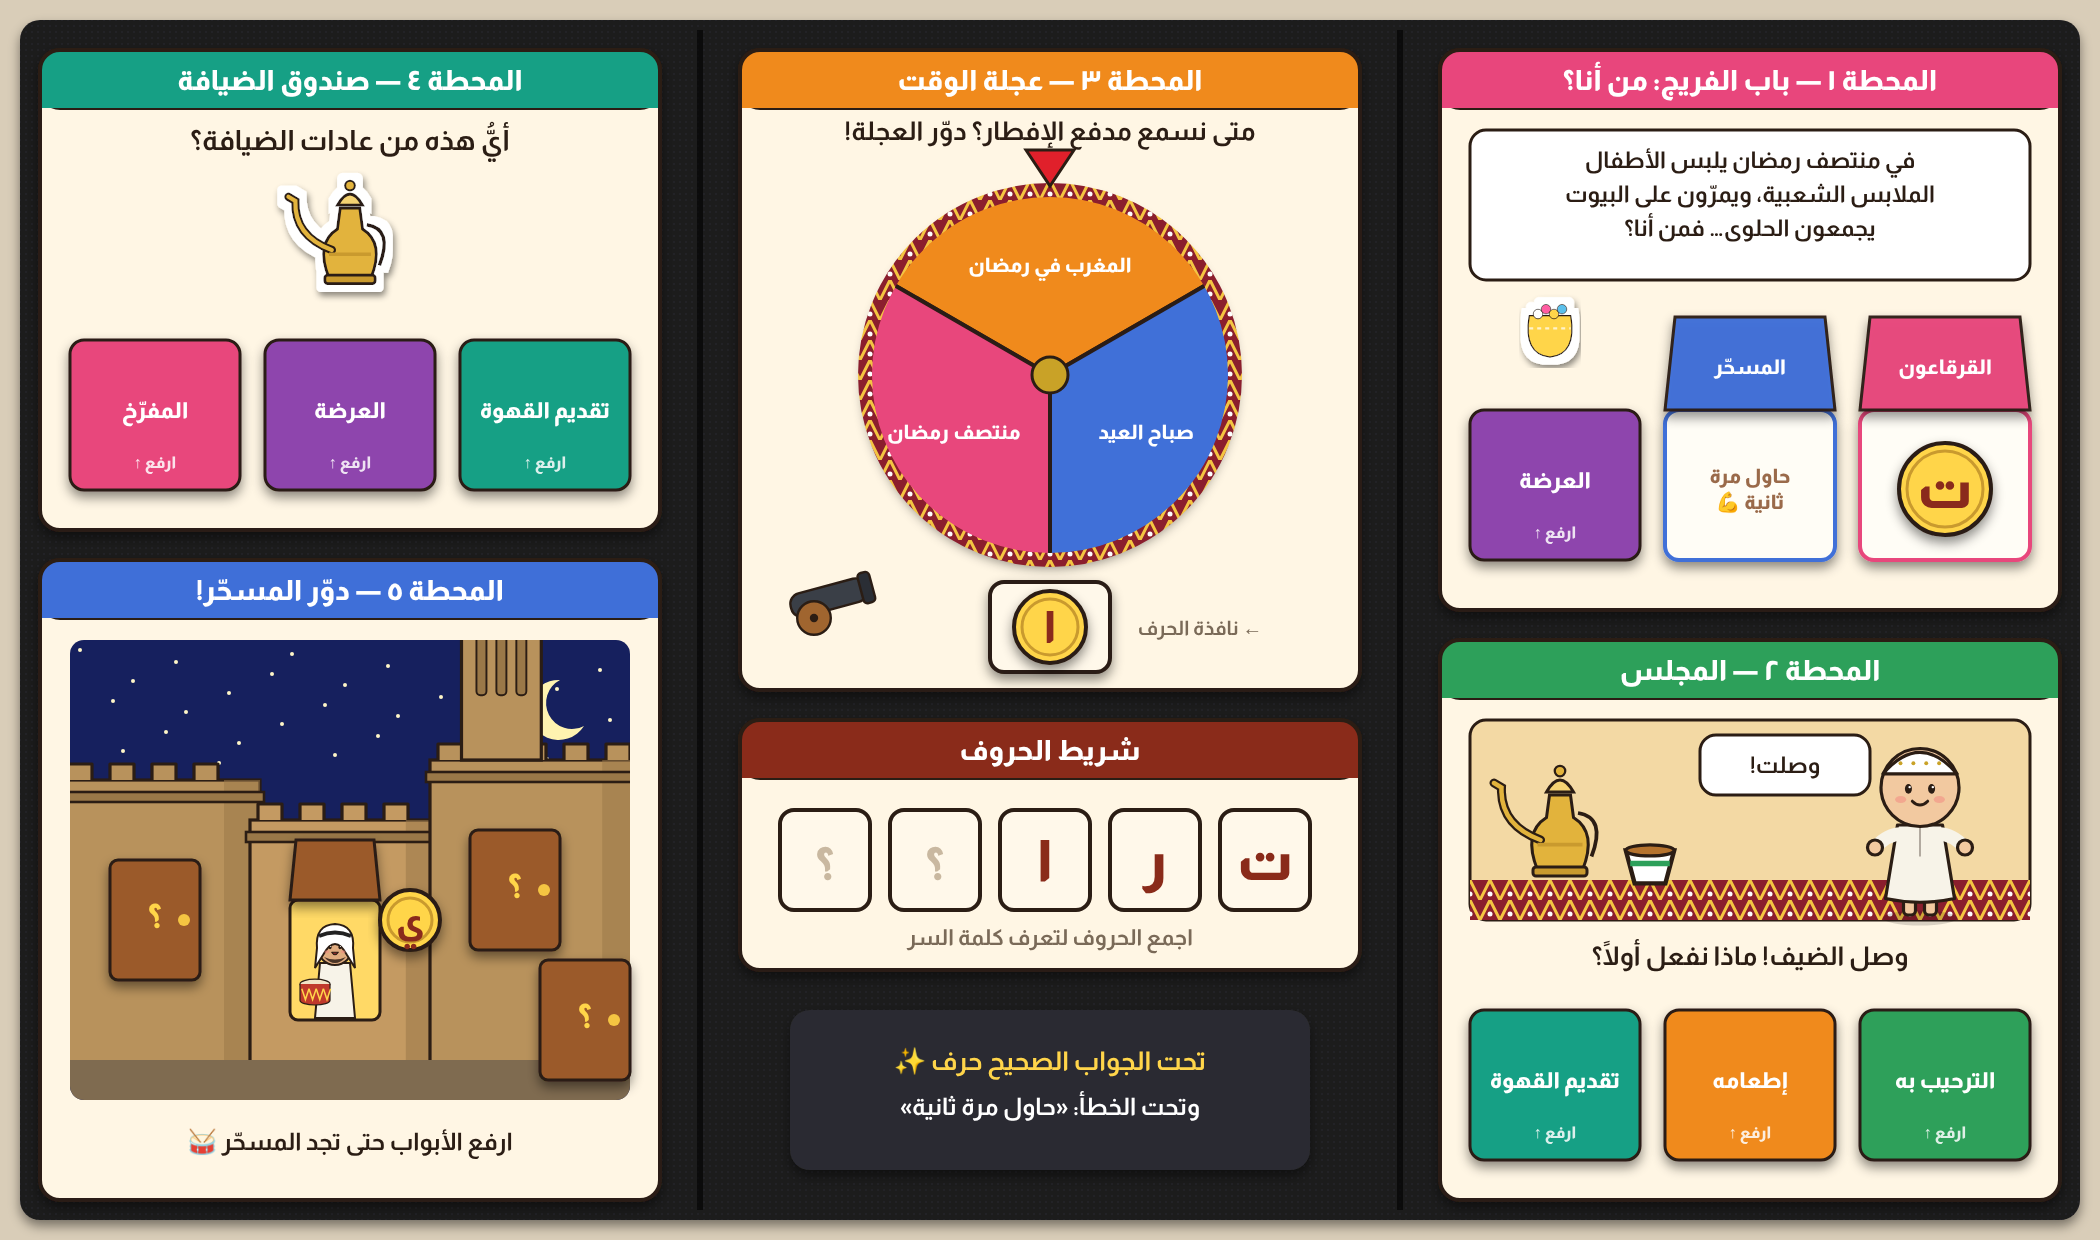 المحطة ١ — باب الفريج: من أنا؟
في منتصف رمضان يلبس الأطفال
الملابس الشعبية، ويمرّون على البيوت
يجمعون الحلوى... فمن أنا؟
القرقاعون
المسحّر
ت
حاول مرة
ثانية 💪
العرضة
ارفع ↑
المحطة ٢ — المجلس
وصلت!
وصل الضيف! ماذا نفعل أولًا؟
الترحيب به
ارفع ↑
إطعامه
ارفع ↑
تقديم القهوة
ارفع ↑
المحطة ٣ — عجلة الوقت
متى نسمع مدفع الإفطار؟ دوّر العجلة!
المغرب في رمضان
صباح العيد
منتصف رمضان
← نافذة الحرف
ا
شريط الحروف
ت ر ا ؟ ؟
اجمع الحروف لتعرف كلمة السر
تحت الجواب الصحيح حرف ✨
وتحت الخطأ: «حاول مرة ثانية»
المحطة ٤ — صندوق الضيافة
أيُّ هذه من عادات الضيافة؟
تقديم القهوة
ارفع ↑
العرضة
ارفع ↑
المفرّخ
ارفع ↑
المحطة ٥ — دوّر المسحّر!
؟
ي
؟
؟
ارفع الأبواب حتى تجد المسحّر 🥁